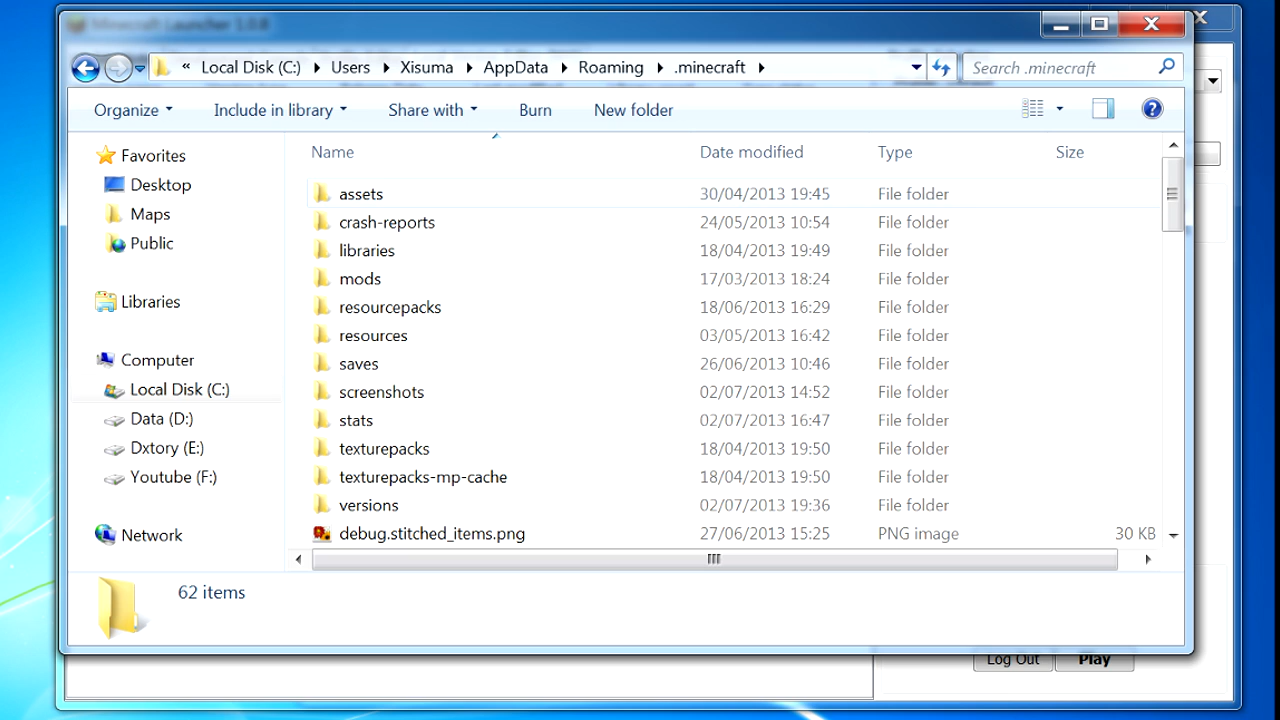 Minecraft Launcher 1.0.8
« Local Disk (C:) Users Xisuma AppData Roaming .minecraft Search .minecraft
Organize Include in library Share with Burn New folder
Name Date modified Type Size
Favorites
Desktop
Maps
Public
Libraries
Computer
Local Disk (C:)
Data (D:)
Dxtory (E:)
Youtube (F:)
Network
assets 30/04/2013 19:45 File folder
crash-reports 24/05/2013 10:54 File folder
libraries 18/04/2013 19:49 File folder
mods 17/03/2013 18:24 File folder
resourcepacks 18/06/2013 16:29 File folder
resources 03/05/2013 16:42 File folder
saves 26/06/2013 10:46 File folder
screenshots 02/07/2013 14:52 File folder
stats 02/07/2013 16:47 File folder
texturepacks 18/04/2013 19:50 File folder
texturepacks-mp-cache 18/04/2013 19:50 File folder
versions 02/07/2013 19:36 File folder
debug.stitched_items.png 27/06/2013 15:25 PNG image 30 KB
62 items
Log Out Play